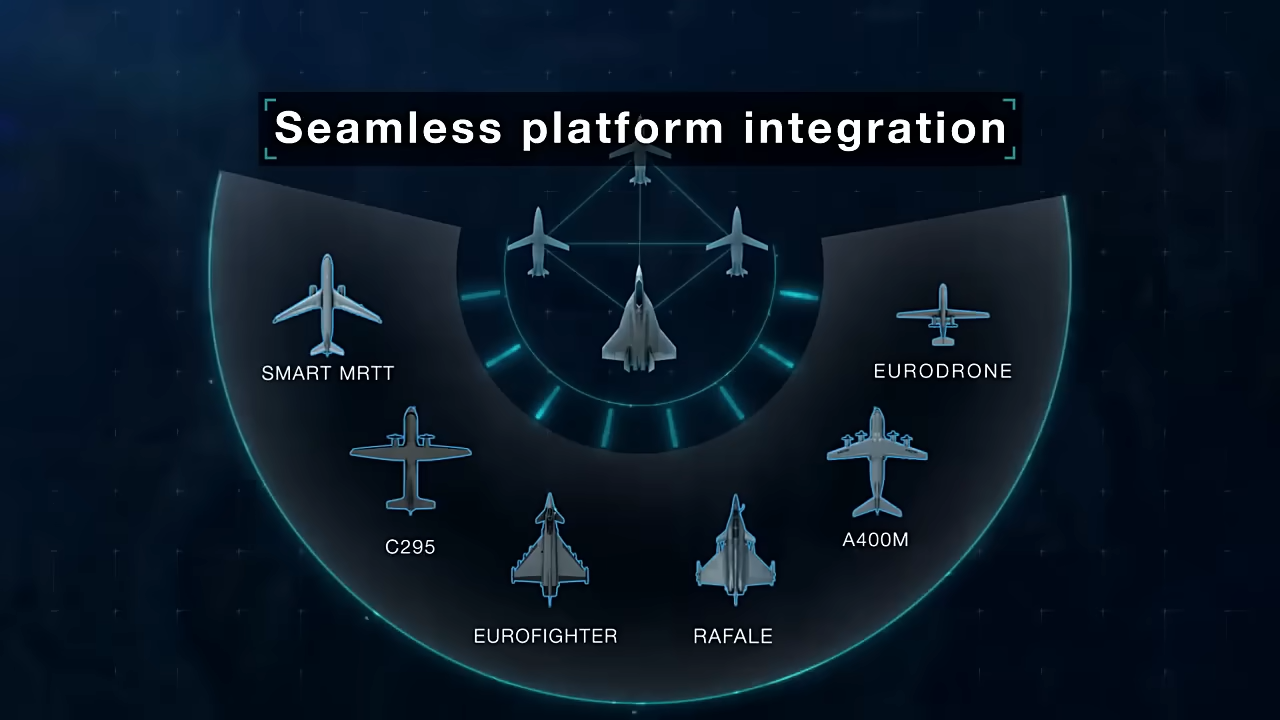 Seamless platform integration
SMART MRTT
EURODRONE
C295
A400M
EUROFIGHTER
RAFALE